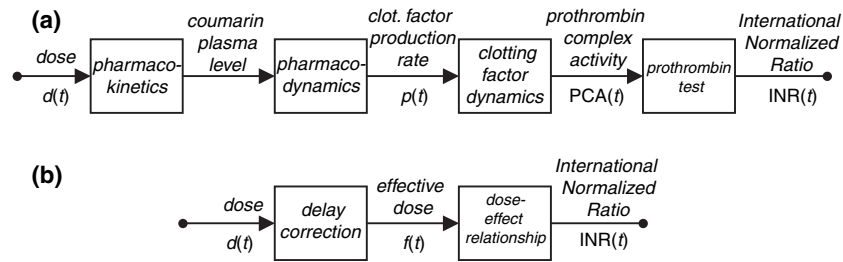 (a)
dose
d(t)
pharmaco-
kinetics
coumarin
plasma
level
pharmaco-
dynamics
clot. factor
production
rate
p(t)
clotting
factor
dynamics
prothrombin
complex
activity
PCA(t)
prothrombin
test
International
Normalized
Ratio
INR(t)
(b)
dose
d(t)
delay
correction
effective
dose
f(t)
dose-
effect
relationship
International
Normalized
Ratio
INR(t)